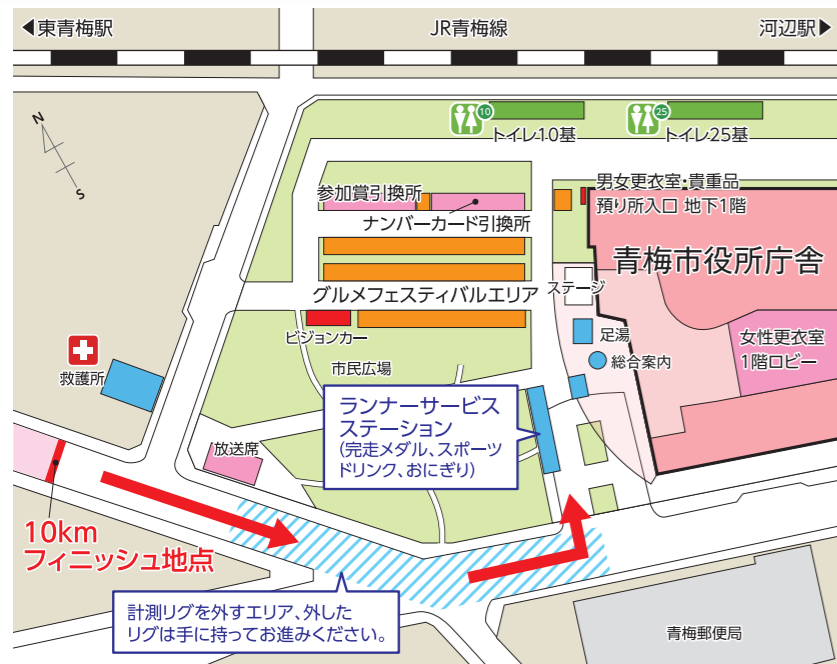 ◀東青梅駅
JR青梅線
河辺駅▶
N
S
10
トイレ10基
25
トイレ25基
参加賞引換所
ナンバーカード引換所
男女更衣室・貴重品
預り所入口 地下1階
青梅市役所庁舎
グルメフェスティバルエリア
ステージ
ビジョンカー
足湯
総合案内
女性更衣室
1階ロビー
市民広場
救護所
ランナーサービス
ステーション
(完走メダル、スポーツ
ドリンク、おにぎり)
放送席
10km
フィニッシュ地点
計測リグを外すエリア、外した
リグは手に持ってお進みください。
青梅郵便局